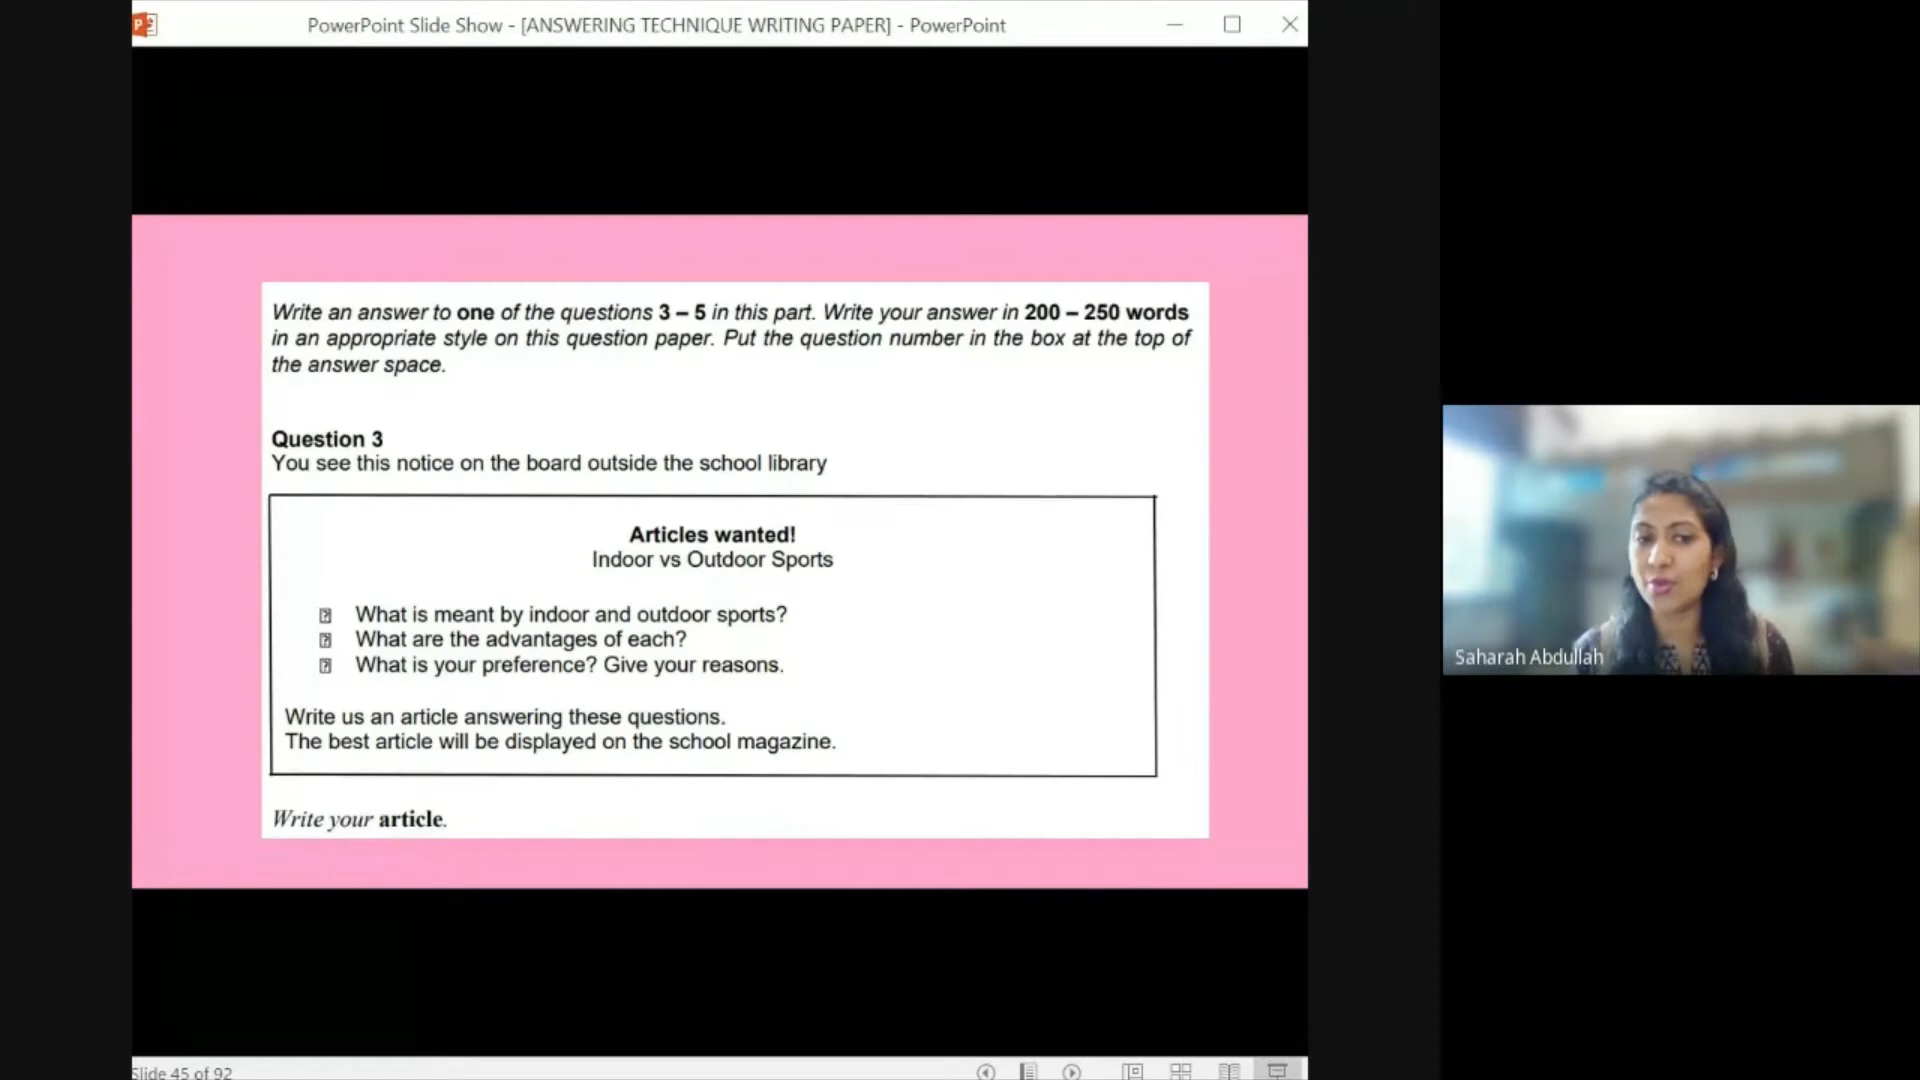 PowerPoint Slide Show - [ANSWERING TECHNIQUE WRITING PAPER] - PowerPoint
Write an answer to one of the questions 3 – 5 in this part. Write your answer in 200 – 250 words
in an appropriate style on this question paper. Put the question number in the box at the top of
the answer space.
Question 3
You see this notice on the board outside the school library
Articles wanted!
Indoor vs Outdoor Sports
What is meant by indoor and outdoor sports?
What are the advantages of each?
What is your preference? Give your reasons.
Write us an article answering these questions.
The best article will be displayed on the school magazine.
Write your article.
Saharah Abdullah
Slide 45 of 92